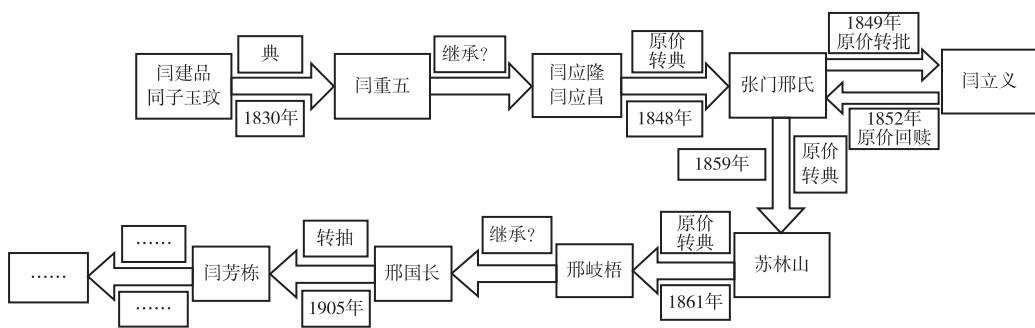 闫建品
同子玉玟
典
1830年
闫重五
继承?
闫应隆
闫应昌
原价
转典
1848年
张门邢氏
1849年
原价转批
1852年
原价回赎
闫立义
1859年
原价
转典
苏林山
原价
转典
1861年
邢岐梧
继承?
邢国长
转抽
1905年
闫芳栋
……
……
……